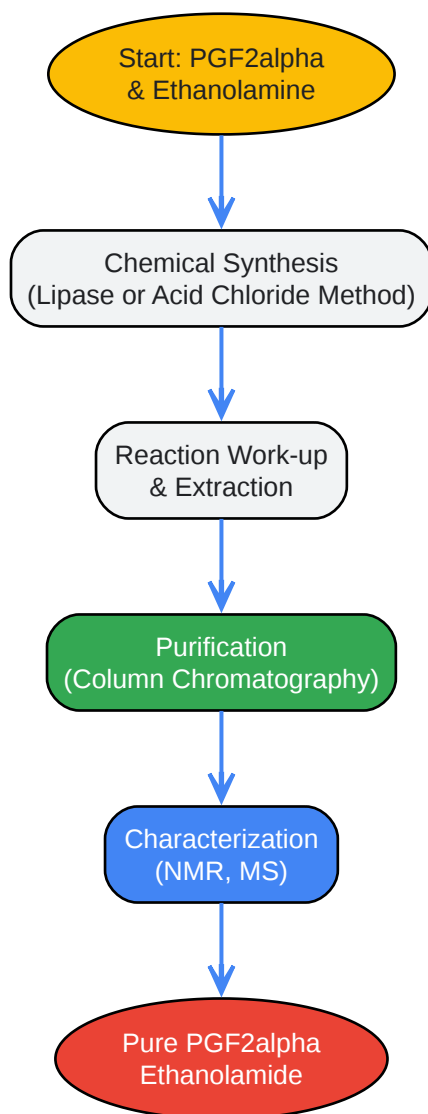 Start: PGF2alpha
& Ethanolamine
Chemical Synthesis
(Lipase or Acid Chloride Method)
Reaction Work-up
& Extraction
Purification
(Column Chromatography)
Characterization
(NMR, MS)
Pure PGF2alpha
Ethanolamide